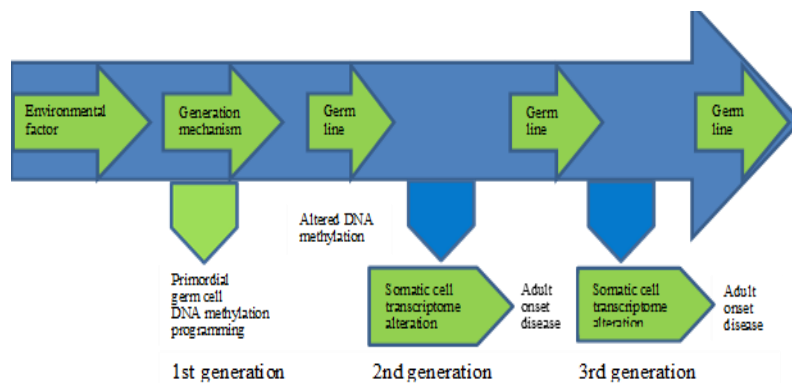 Environmental
factor
Generation
mechanism
Germ
line
Germ
line
Germ
line
Altered DNA
methylation
Primordial
germ cell
DNA methylation
programming
Somatic cell
transcriptome
alteration
Adult
onset
disease
Somatic cell
transcriptome
alteration
Adult
onset
disease
1st generation
2nd generation
3rd generation